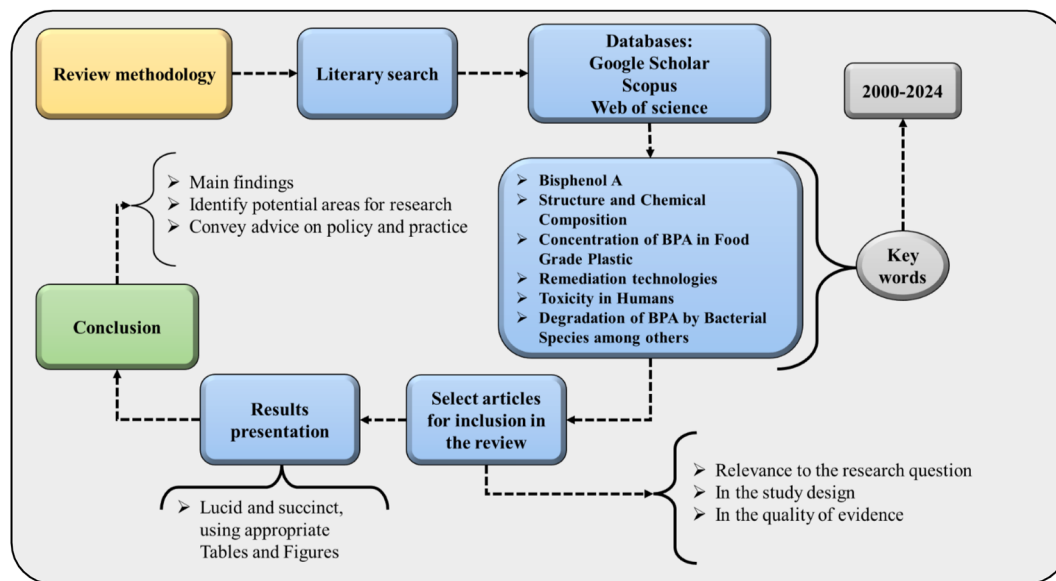 Review methodology
Literary search
Databases:
Google Scholar
Scopus
Web of science
2000-2024
➢ Bisphenol A
➢ Structure and Chemical
Composition
➢ Concentration of BPA in Food
Grade Plastic
➢ Remediation technologies
➢ Toxicity in Humans
➢ Degradation of BPA by Bacterial
Species among others
Key
words
➢ Main findings
➢ Identify potential areas for research
➢ Convey advice on policy and practice
Conclusion
Results
presentation
Select articles
for inclusion in
the review
➢ Lucid and succinct,
using appropriate
Tables and Figures
➢ Relevance to the research question
➢ In the study design
➢ In the quality of evidence